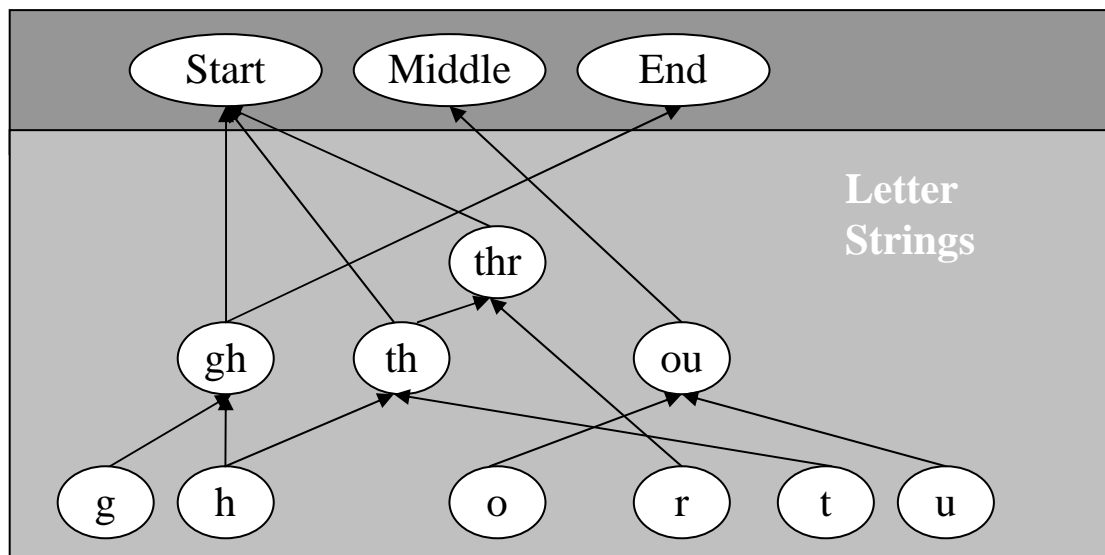 Start Middle End
Letter
Strings
thr
gh th ou
g h o r t u